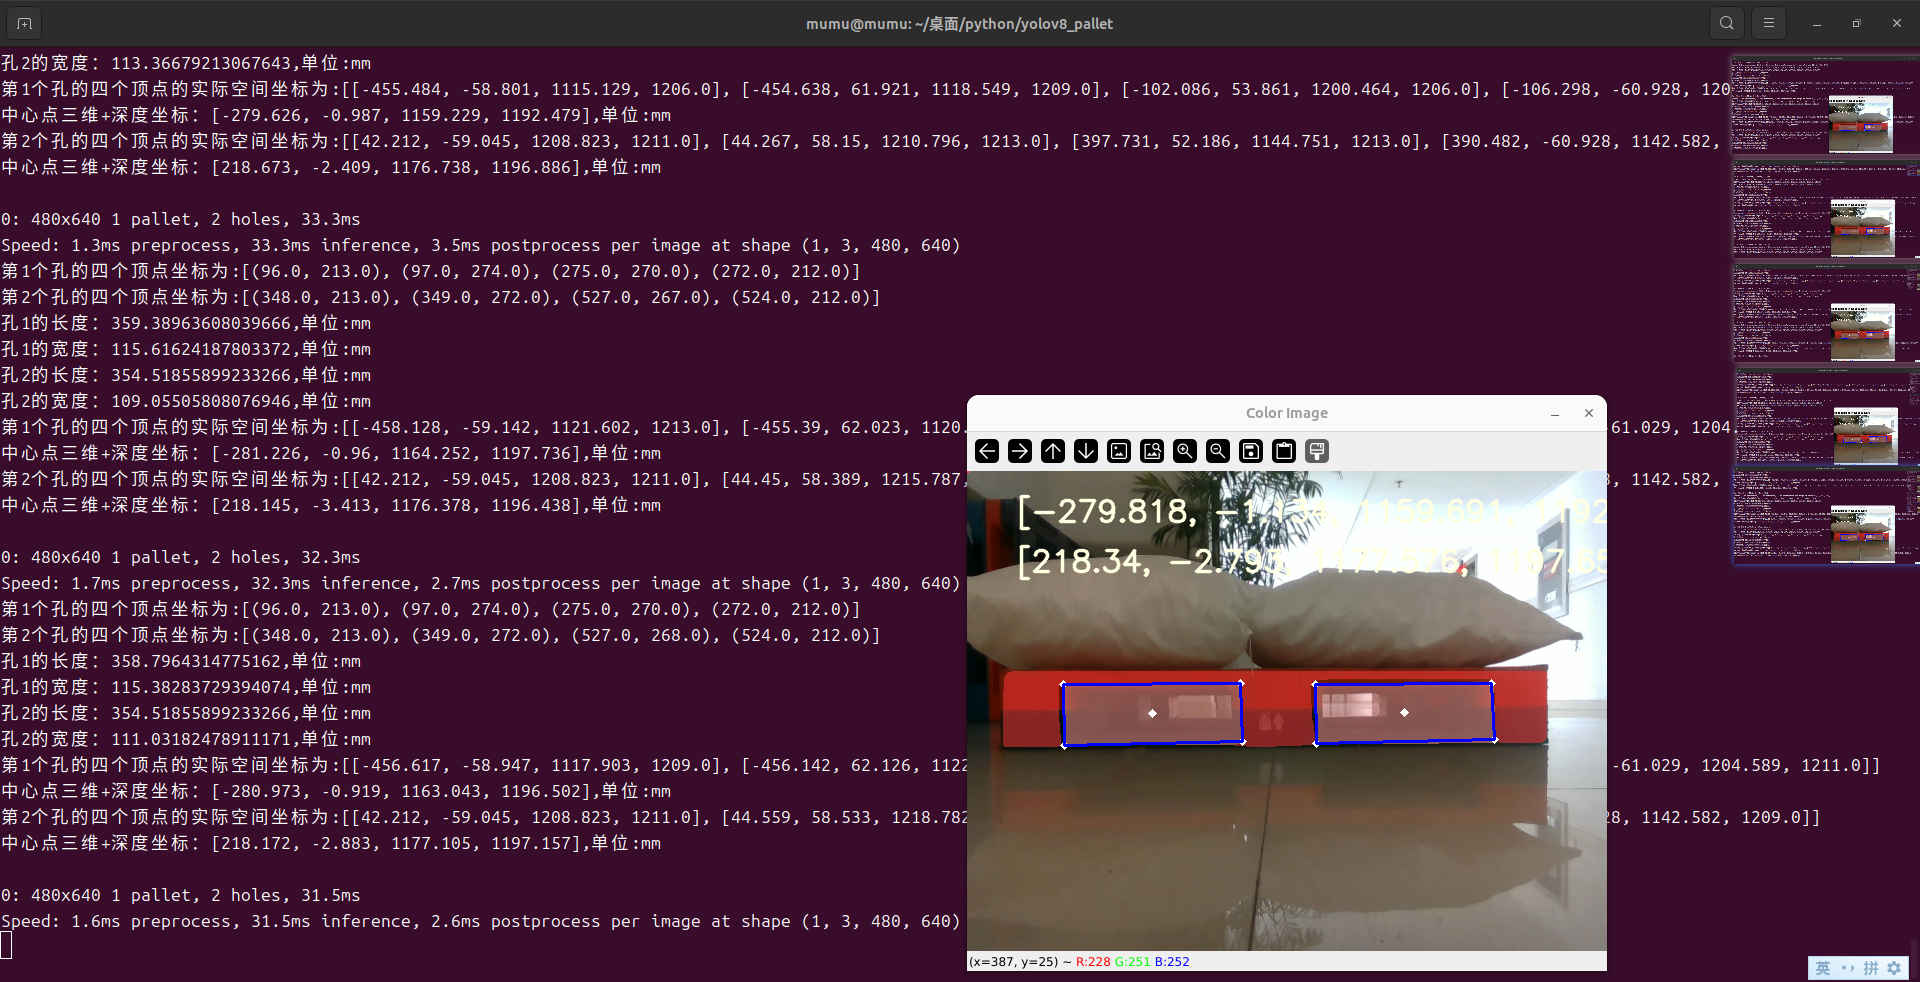 mumu@mumu: ~/桌面/python/yolov8_pallet
孔2的宽度：113.36679213067643,单位:mm
第1个孔的四个顶点的实际空间坐标为:[[-455.484, -58.801, 1115.129, 1206.0], [-454.638, 61.921, 1118.549, 1209.0], [-102.086, 53.861, 1200.464, 1206.0], [-106.298, -60.928, 120
中心点三维+深度坐标：[-279.626, -0.987, 1159.229, 1192.479],单位:mm
第2个孔的四个顶点的实际空间坐标为:[[42.212, -59.045, 1208.823, 1211.0], [44.267, 58.15, 1210.796, 1213.0], [397.731, 52.186, 1144.751, 1213.0], [390.482, -60.928, 1142.582,
中心点三维+深度坐标：[218.673, -2.409, 1176.738, 1196.886],单位:mm
0: 480x640 1 pallet, 2 holes, 33.3ms
Speed: 1.3ms preprocess, 33.3ms inference, 3.5ms postprocess per image at shape (1, 3, 480, 640)
第1个孔的四个顶点坐标为:[(96.0, 213.0), (97.0, 274.0), (275.0, 270.0), (272.0, 212.0)]
第2个孔的四个顶点坐标为:[(348.0, 213.0), (349.0, 272.0), (527.0, 267.0), (524.0, 212.0)]
孔1的长度：359.38963608039666,单位:mm
孔1的宽度：115.61624187803372,单位:mm
孔2的长度：354.51855899233266,单位:mm
孔2的宽度：109.05505808076946,单位:mm
第1个孔的四个顶点的实际空间坐标为:[[-458.128, -59.142, 1121.602, 1213.0], [-455.39, 62.023, 1120. 61.029, 1204.
中心点三维+深度坐标：[-281.226, -0.96, 1164.252, 1197.736],单位:mm
第2个孔的四个顶点的实际空间坐标为:[[42.212, -59.045, 1208.823, 1211.0], [44.45, 58.389, 1215.787, , 1142.582,
中心点三维+深度坐标：[218.145, -3.413, 1176.378, 1196.438],单位:mm
0: 480x640 1 pallet, 2 holes, 32.3ms
Speed: 1.7ms preprocess, 32.3ms inference, 2.7ms postprocess per image at shape (1, 3, 480, 640)
第1个孔的四个顶点坐标为:[(96.0, 213.0), (97.0, 274.0), (275.0, 270.0), (272.0, 212.0)]
第2个孔的四个顶点坐标为:[(348.0, 213.0), (349.0, 272.0), (527.0, 268.0), (524.0, 212.0)]
孔1的长度：358.7964314775162,单位:mm
孔1的宽度：115.38283729394074,单位:mm
孔2的长度：354.51855899233266,单位:mm
孔2的宽度：111.03182478911171,单位:mm
第1个孔的四个顶点的实际空间坐标为:[[-456.617, -58.947, 1117.903, 1209.0], [-456.142, 62.126, 1122 -61.029, 1204.589, 1211.0]]
中心点三维+深度坐标：[-280.973, -0.919, 1163.043, 1196.502],单位:mm
第2个孔的四个顶点的实际空间坐标为:[[42.212, -59.045, 1208.823, 1211.0], [44.559, 58.533, 1218.782 28, 1142.582, 1209.0]]
中心点三维+深度坐标：[218.172, -2.883, 1177.105, 1197.157],单位:mm
0: 480x640 1 pallet, 2 holes, 31.5ms
Speed: 1.6ms preprocess, 31.5ms inference, 2.6ms postprocess per image at shape (1, 3, 480, 640)
Color Image
[-279.818, 1159.691, 1192
[218.34, -2.793, 1177.576, 1197.65
(x=387, y=25) ~ R:228 G:251 B:252
英 拼